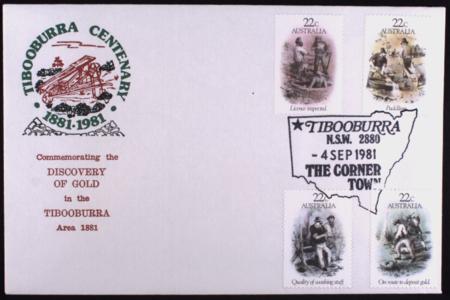 TIBOOBURRA CENTENARY
· 1881-1981 ·
Commemorating the
DISCOVERY
OF GOLD
in the
TIBOOBURRA
Area 1881
22c
AUSTRALIA
Licence inspected
22c
AUSTRALIA
Puddling
★TIBOOBURRA
N.S.W. 2880
- 4 SEP 1981
THE CORNER
TOWN
22c
AUSTRALIA
Quality of washing stuff
22c
AUSTRALIA
On route to deposit gold